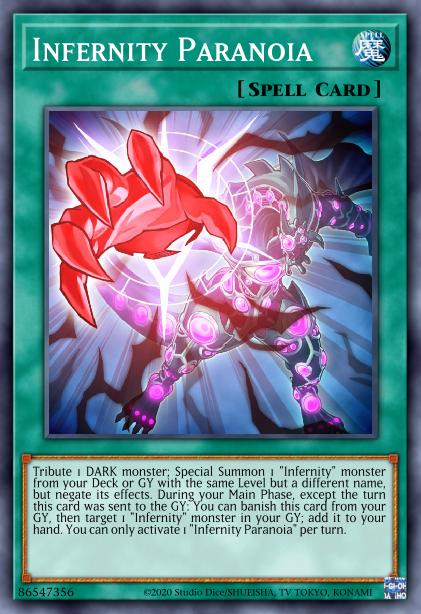 Infernity Paranoia
SPELL
魔
[Spell Card]
Tribute 1 DARK monster; Special Summon 1 "Infernity" monster
from your Deck or GY with the same Level but a different name,
but negate its effects. During your Main Phase, except the turn
this card was sent to the GY: You can banish this card from your
GY, then target 1 "Infernity" monster in your GY; add it to your
hand. You can only activate 1 "Infernity Paranoia" per turn.
86547356
©2020 Studio Dice/SHUEISHA, TV TOKYO, KONAMI